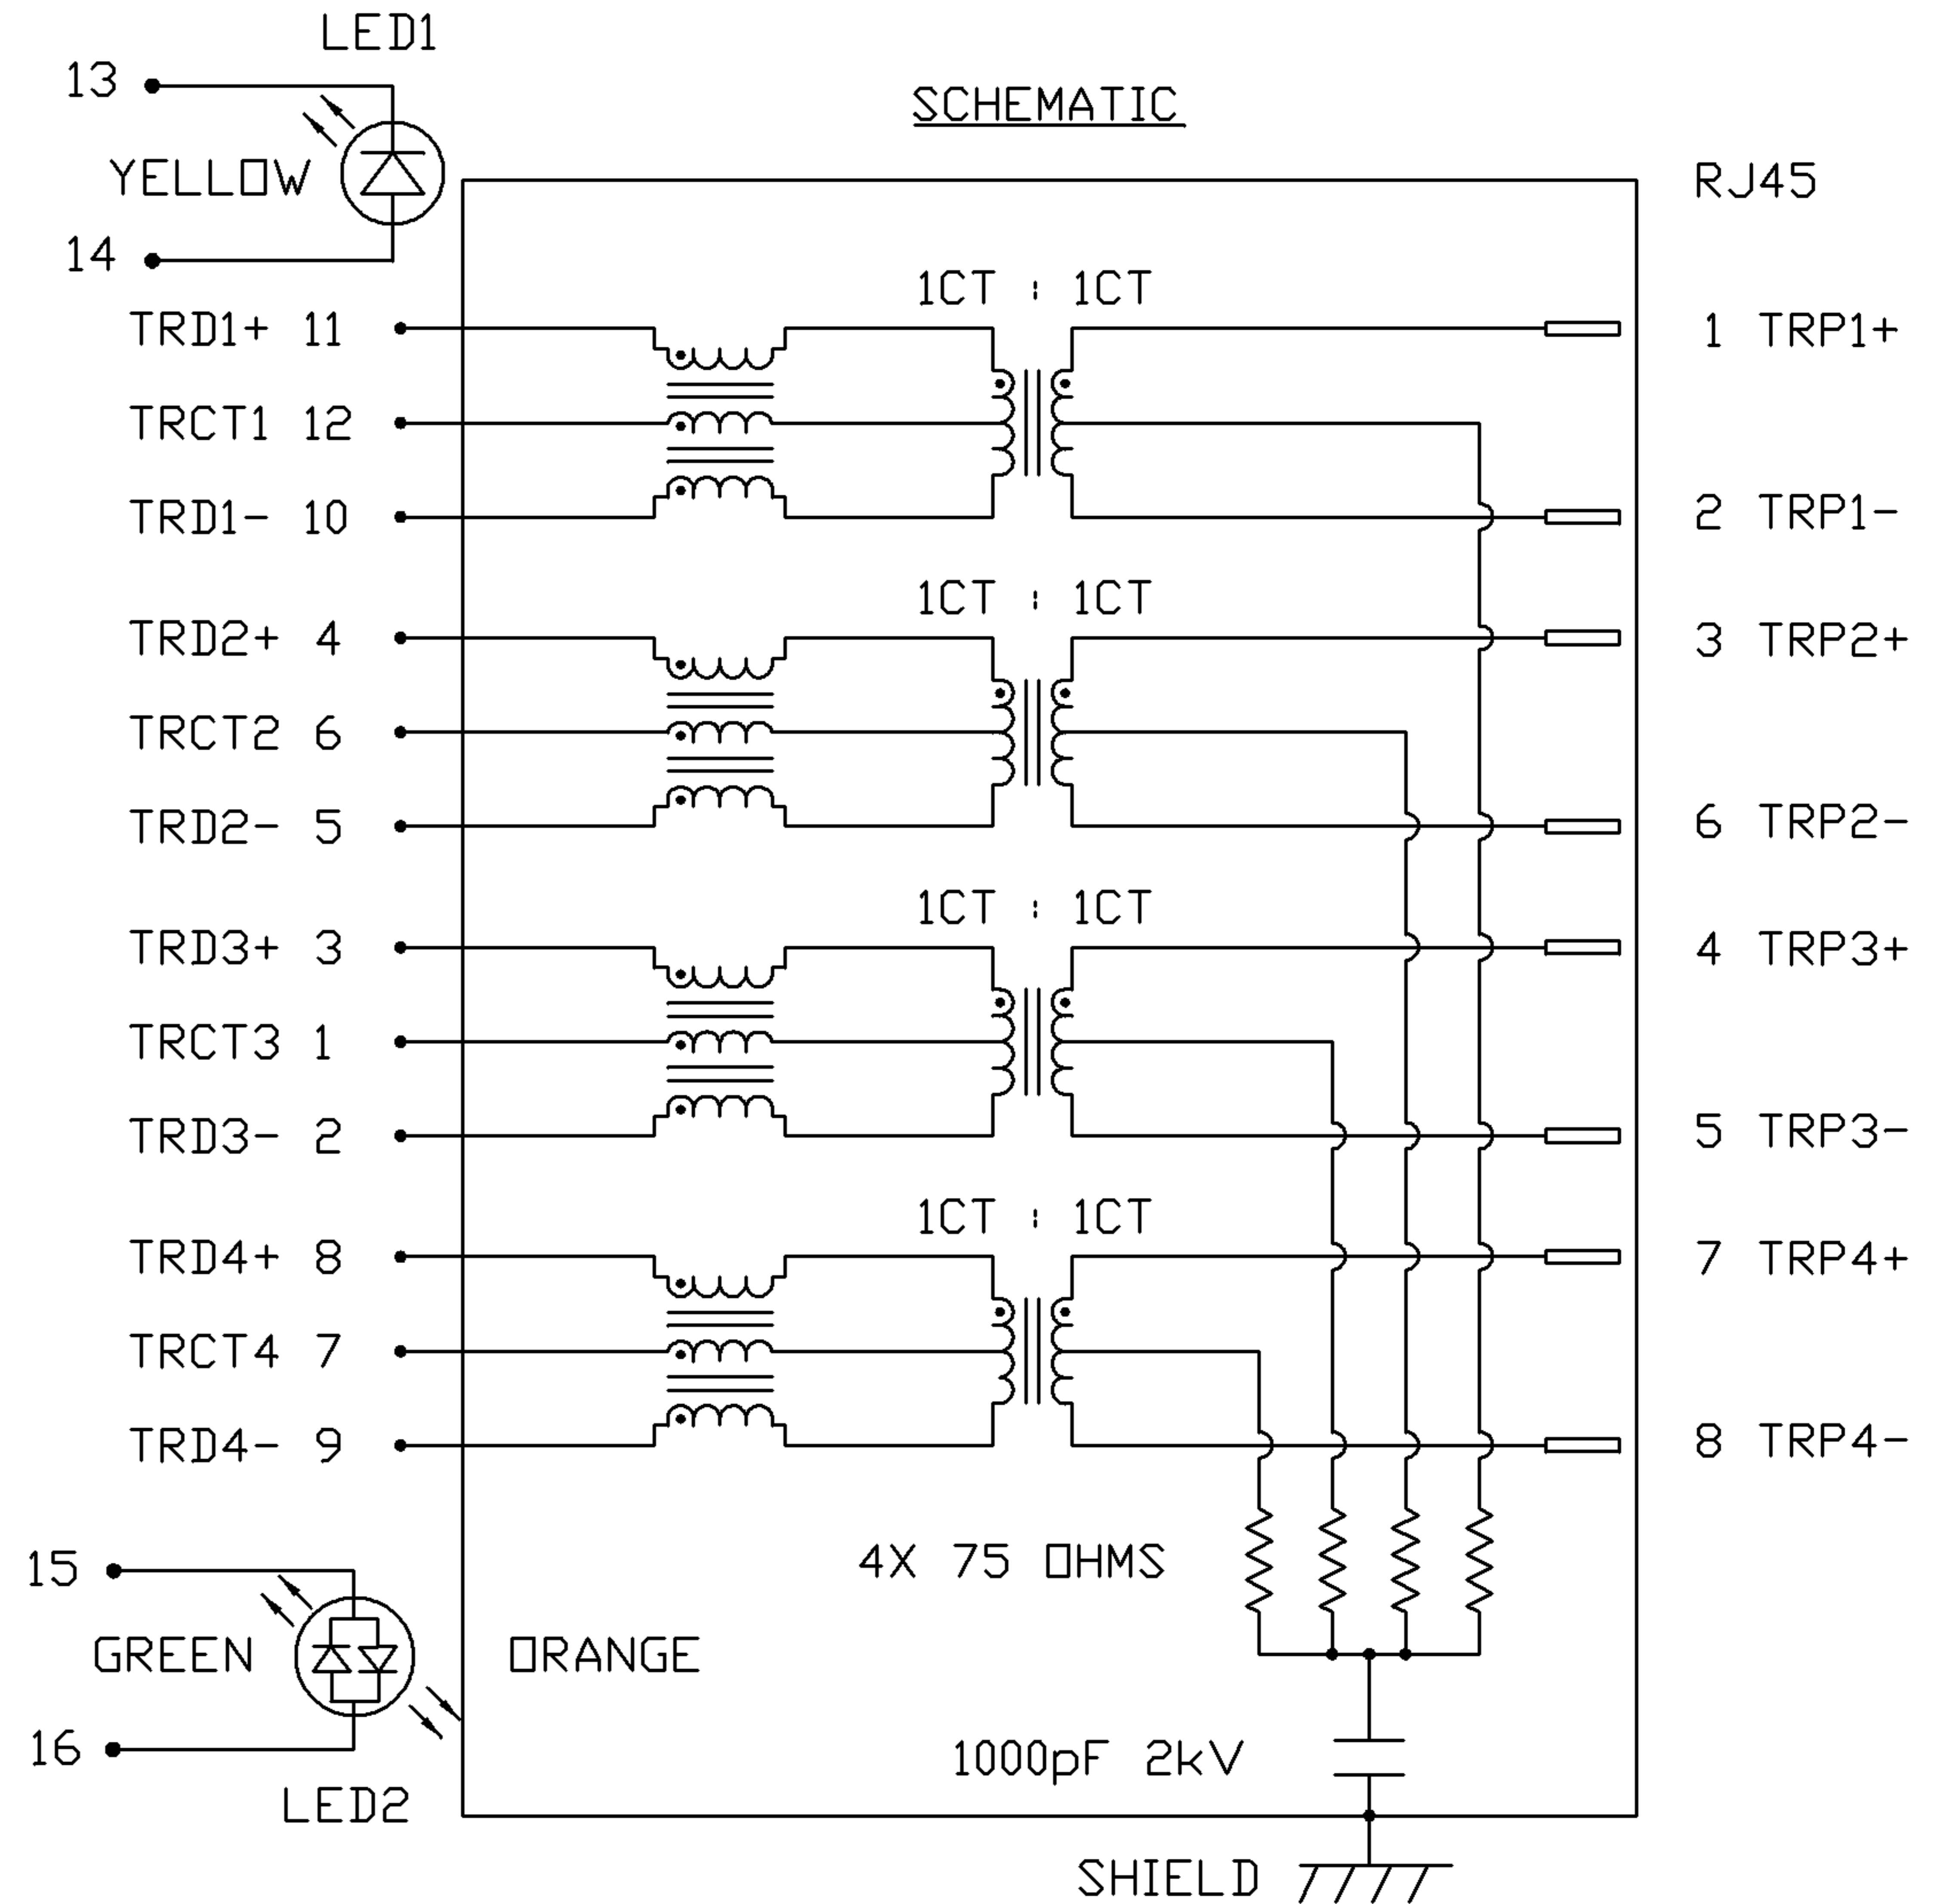 LED1
13
SCHEMATIC
YELLOW
RJ45
14
1CT : 1CT
TRD1+ 11
1 TRP1+
TRCT1 12
TRD1- 10
2 TRP1-
1CT : 1CT
TRD2+ 4
3 TRP2+
TRCT2 6
TRD2- 5
6 TRP2-
1CT : 1CT
TRD3+ 3
4 TRP3+
TRCT3 1
TRD3- 2
5 TRP3-
1CT : 1CT
TRD4+ 8
7 TRP4+
TRCT4 7
TRD4- 9
8 TRP4-
15
4X 75 OHMS
GREEN
ORANGE
16
1000pF 2kV
LED2
SHIELD